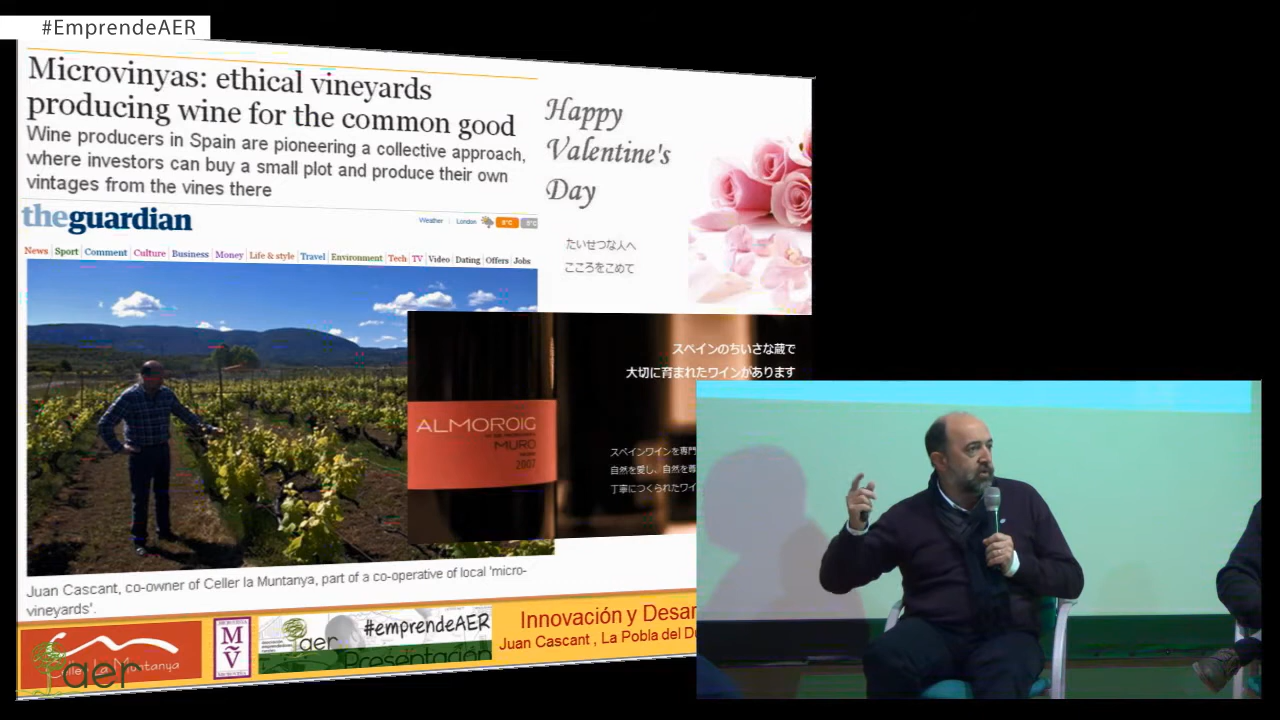 #EmprendeAER
Microvinyas: ethical vineyards
producing wine for the common good
Wine producers in Spain are pioneering a collective approach,
where investors can buy a small plot and produce their own
vintages from the vines there
theguardian
Weather London
News Sport Comment Culture Business Money Life & style Travel Environment Tech TV Video Dating Offers Jobs
Happy
Valentine's
Day
たいせつな人へ
こころをこめて
スペインのちいさな蔵で
大切に育まれたワインがあります
ALMOROIG
MURO
2007
スペインワインを専門
自然を愛し、自然を
丁寧につくられたワイ
Juan Cascant, co-owner of Celler la Muntanya, part of a co-operative of local 'micro-
vineyards'.
Celler La Muntanya
MṼ
aer
#emprendeAER
Presentación
Innovación y Desar
Juan Cascant , La Pobla del Du
aer